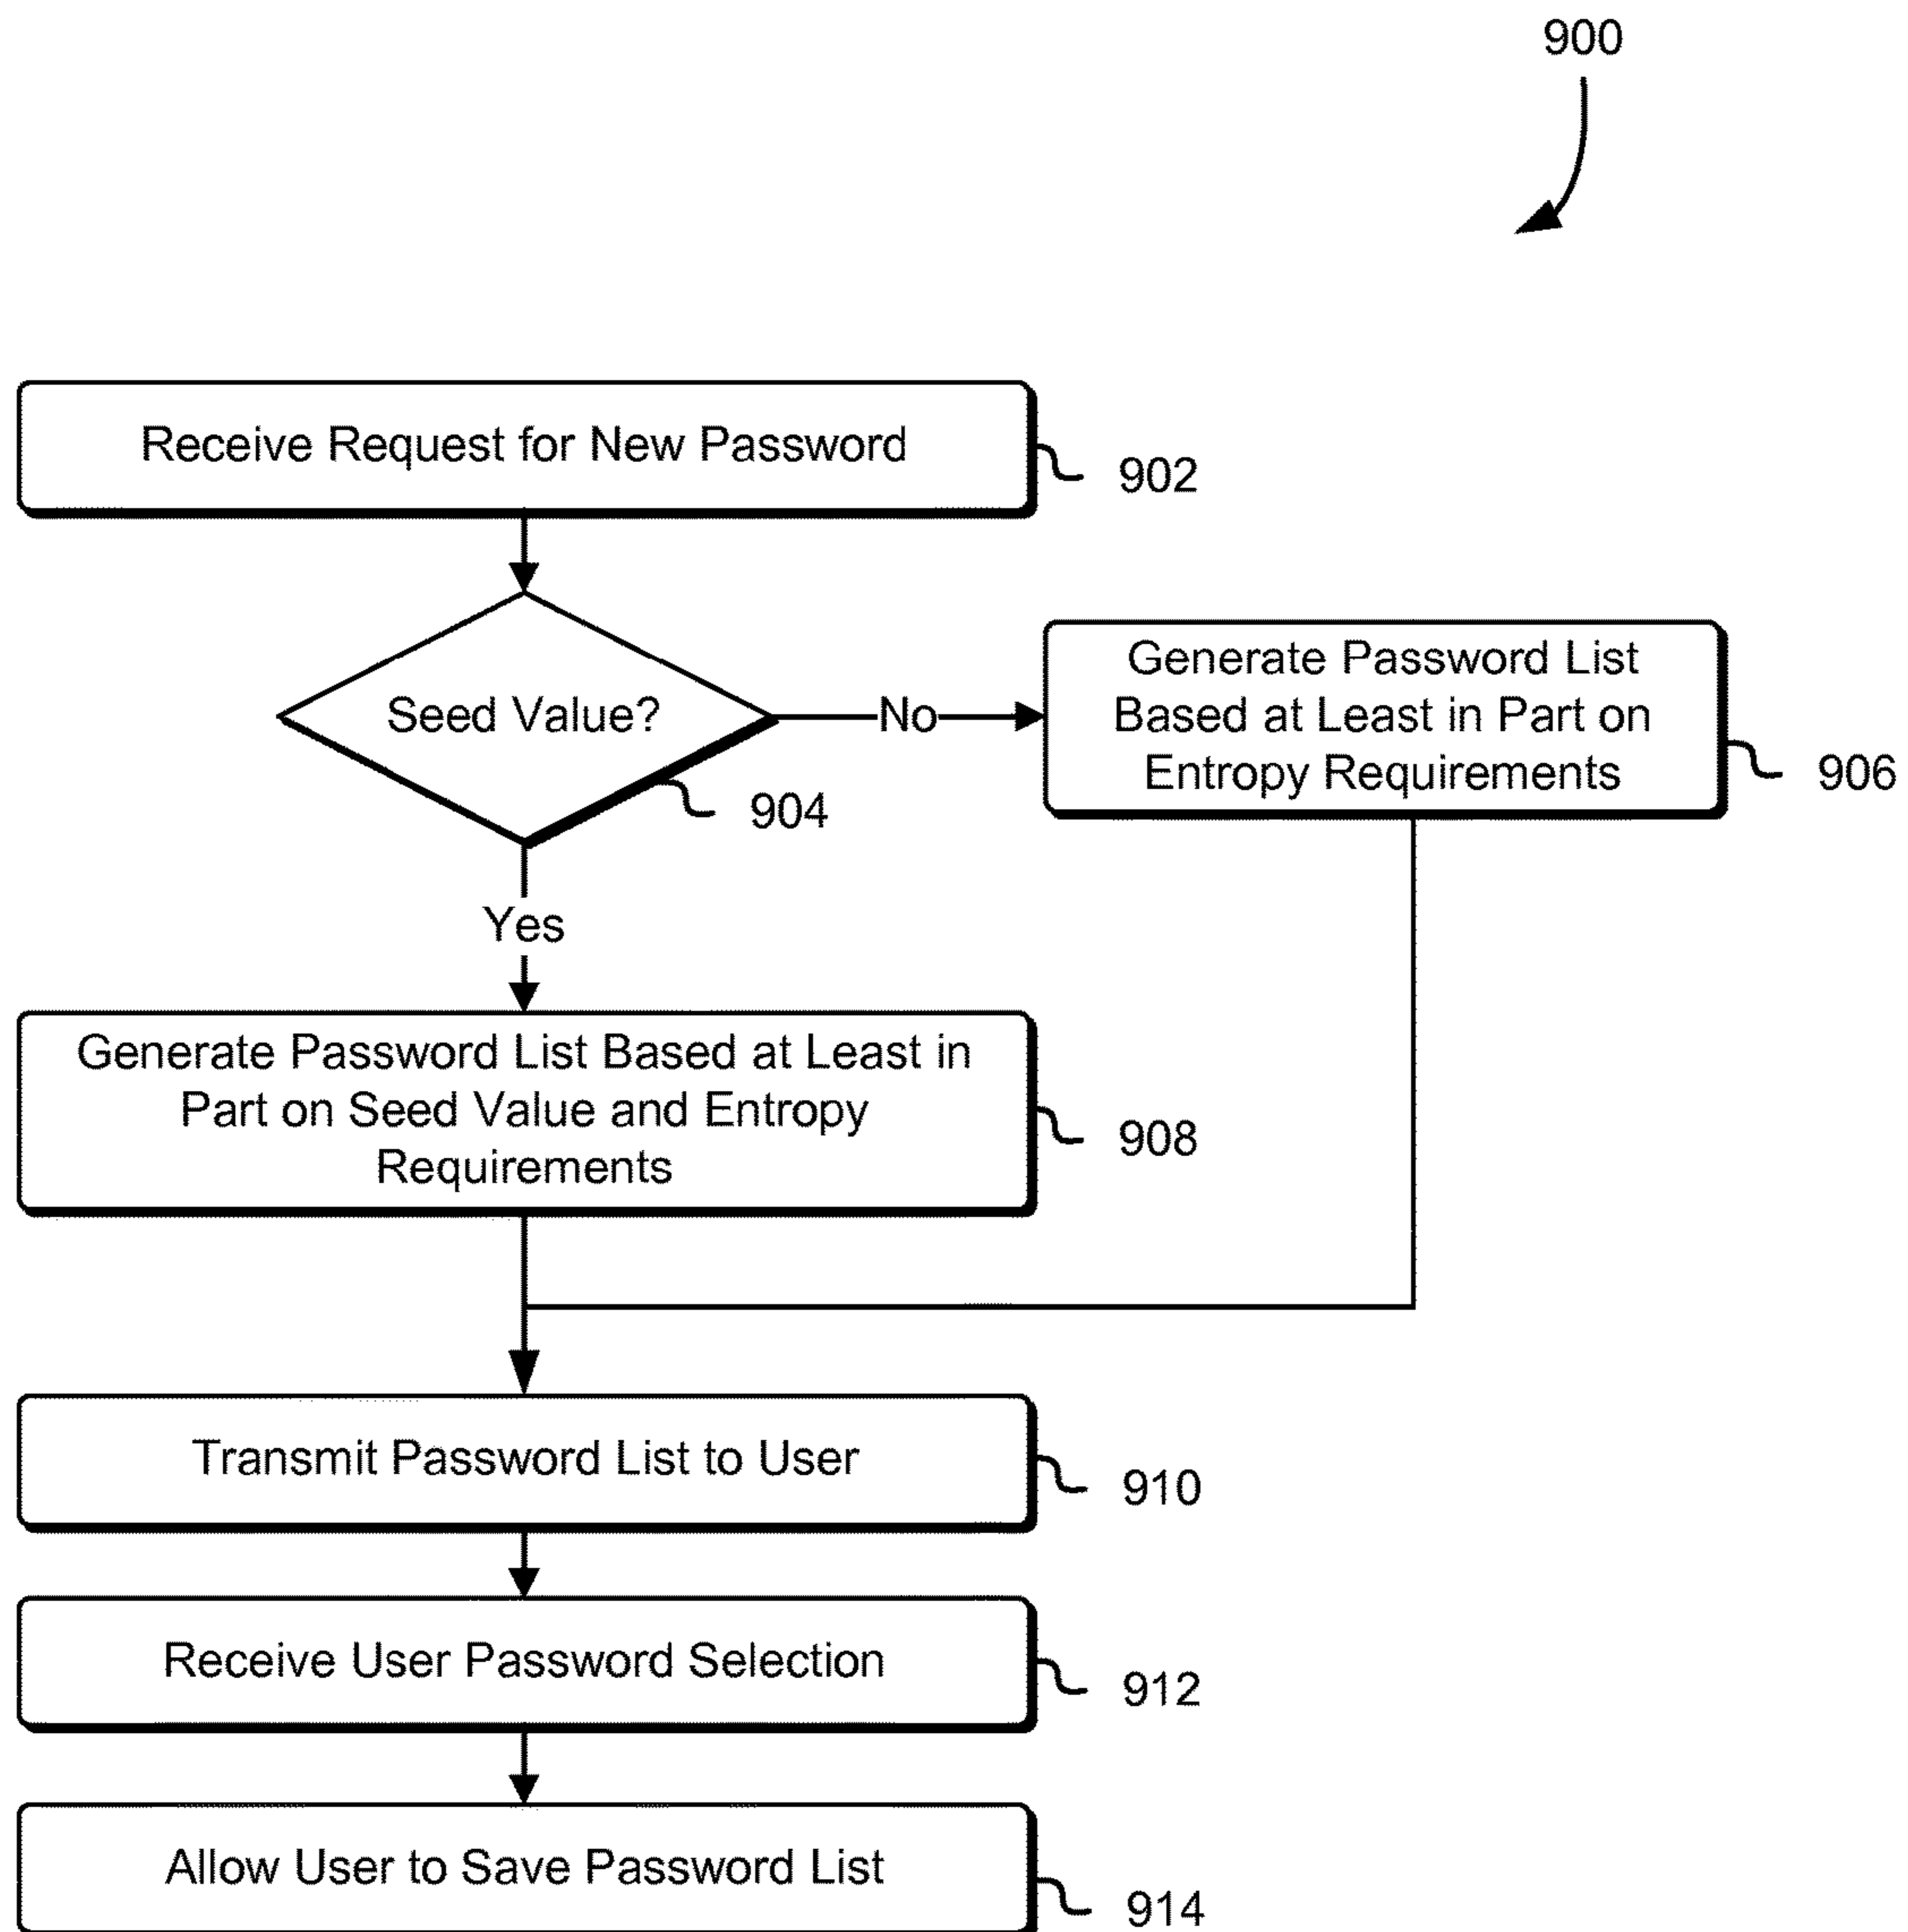 900
Receive Request for New Password
902
Seed Value?
904
No
Generate Password List
Based at Least in Part on
Entropy Requirements
906
Yes
Generate Password List Based at Least in
Part on Seed Value and Entropy
Requirements
908
Transmit Password List to User
910
Receive User Password Selection
912
Allow User to Save Password List
914